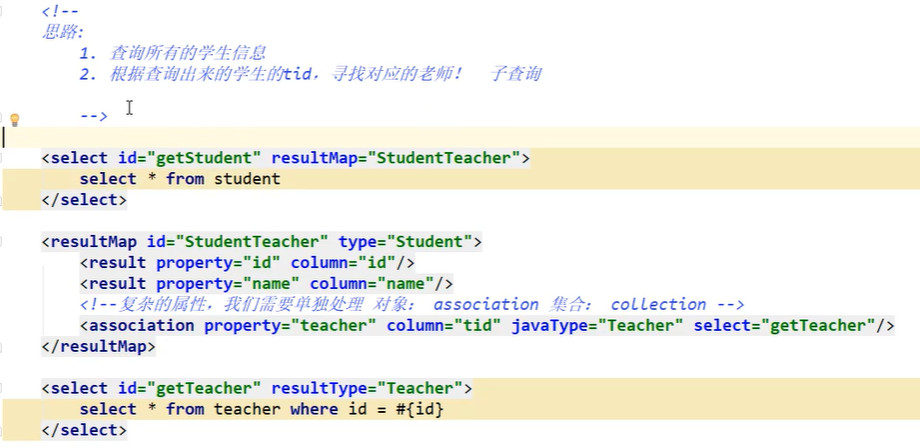 <!--
思路:
1. 查询所有的学生信息
2. 根据查询出来的学生的tid，寻找对应的老师！ 子查询
-->
<select id="getStudent" resultMap="StudentTeacher">
select * from student
</select>
<resultMap id="StudentTeacher" type="Student">
<result property="id" column="id"/>
<result property="name" column="name"/>
<!--复杂的属性，我们需要单独处理 对象： association 集合： collection -->
<association property="teacher" column="tid" javaType="Teacher" select="getTeacher"/>
</resultMap>
<select id="getTeacher" resultType="Teacher">
select * from teacher where id = #{id}
</select>